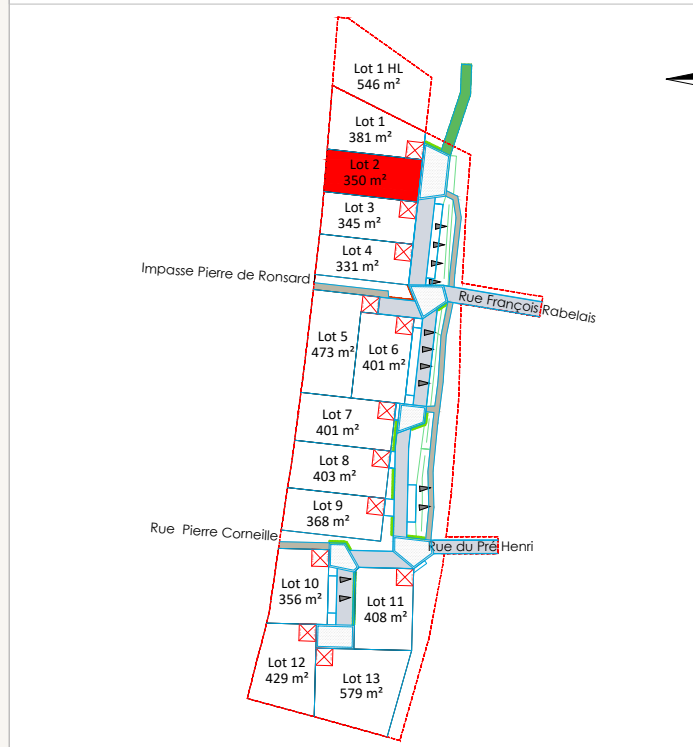 Lot 1 HL
546 m²
Lot 1
381 m²
Lot 2
350 m²
Lot 3
345 m²
Lot 4
331 m²
Impasse Pierre de Ronsard
Rue François Rabelais
Lot 5
473 m²
Lot 6
401 m²
Lot 7
401 m²
Lot 8
403 m²
Lot 9
368 m²
Rue Pierre Corneille
Rue du Pré Henri
Lot 10
356 m²
Lot 11
408 m²
Lot 12
429 m²
Lot 13
579 m²